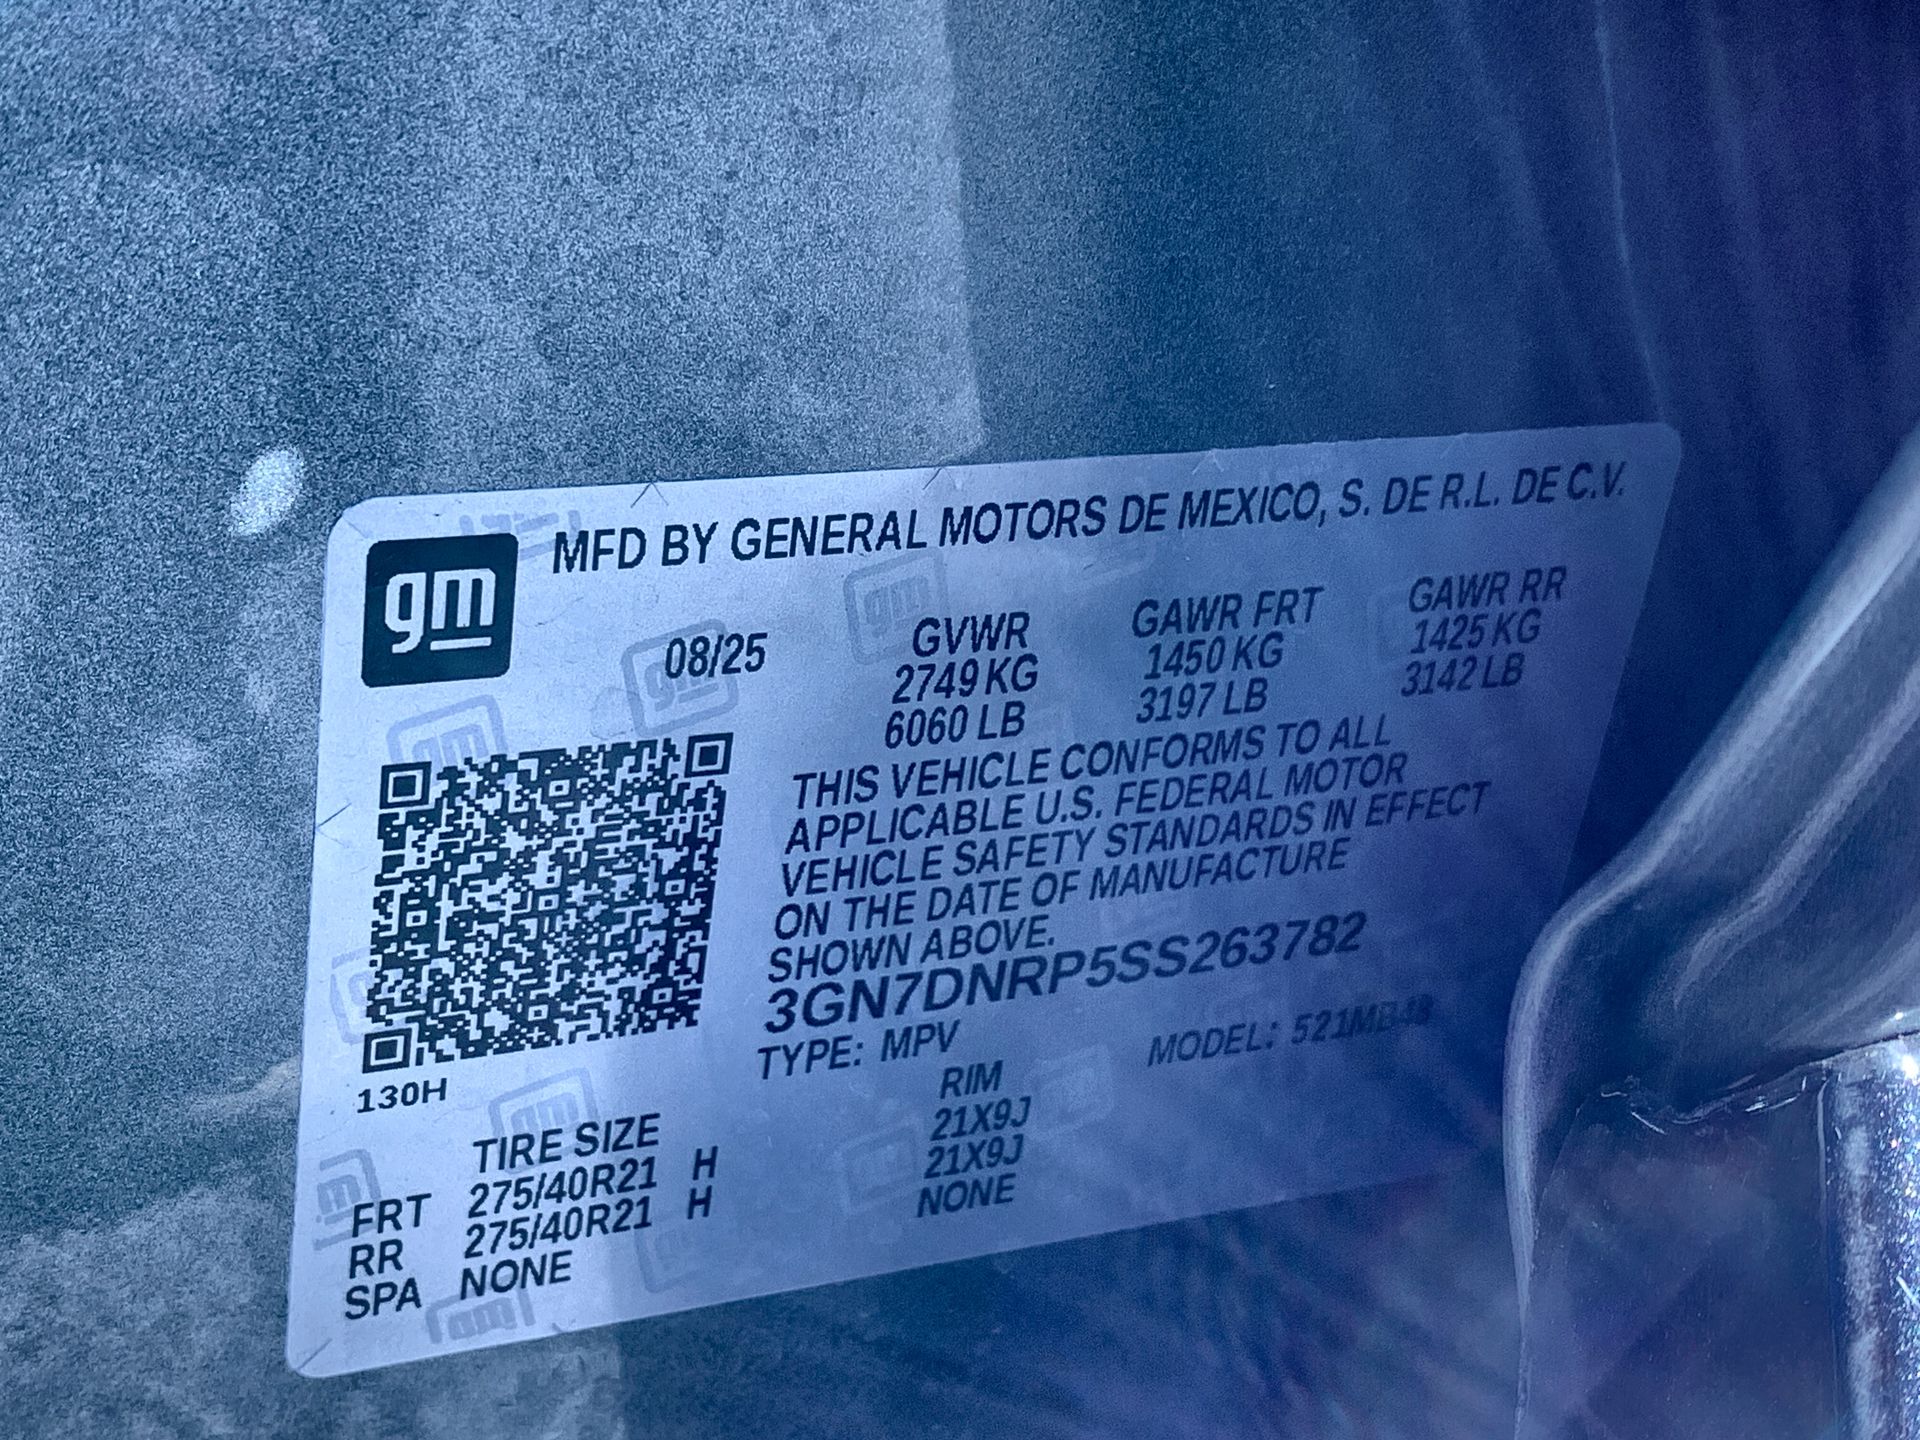 gm
MFD BY GENERAL MOTORS DE MEXICO, S. DE R.L. DE C.V.
08/25 GVWR GAWR FRT GAWR RR
2749 KG 1450 KG 1425 KG
6060 LB 3197 LB 3142 LB
THIS VEHICLE CONFORMS TO ALL
APPLICABLE U.S. FEDERAL MOTOR
VEHICLE SAFETY STANDARDS IN EFFECT
ON THE DATE OF MANUFACTURE
SHOWN ABOVE.
3GN7DNRP5SS263782
TYPE: MPV MODEL:
130H
TIRE SIZE RIM
FRT 275/40R21 H 21X9J
RR 275/40R21 H 21X9J
SPA NONE NONE